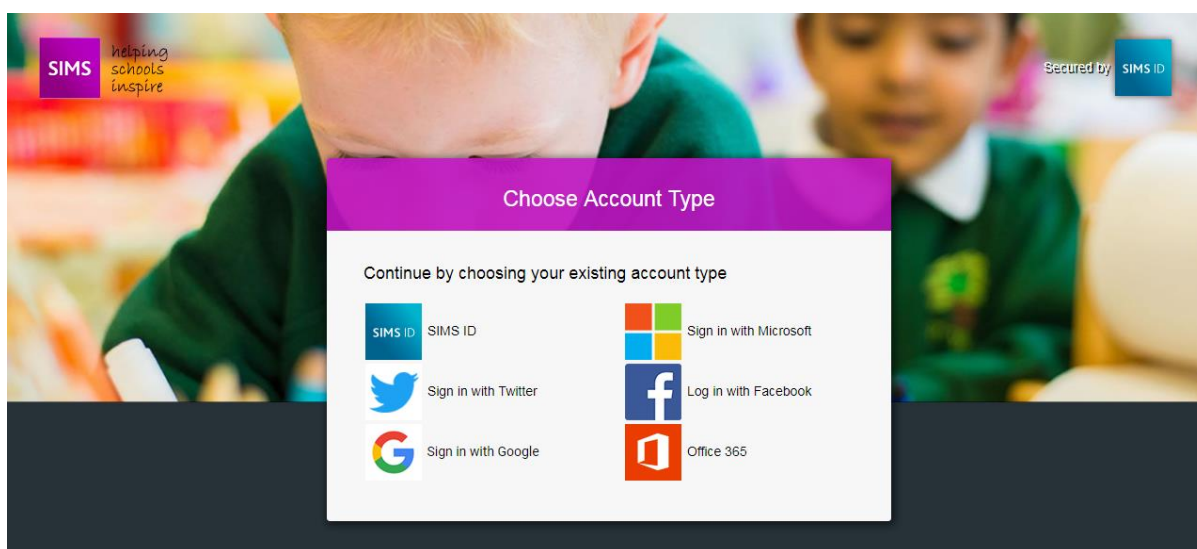 SIMS
helping
schools
inspire
Secured by SIMS ID
Choose Account Type
Continue by choosing your existing account type
SIMS ID SIMS ID
Sign in with Microsoft
Sign in with Twitter
Log in with Facebook
Sign in with Google
Office 365